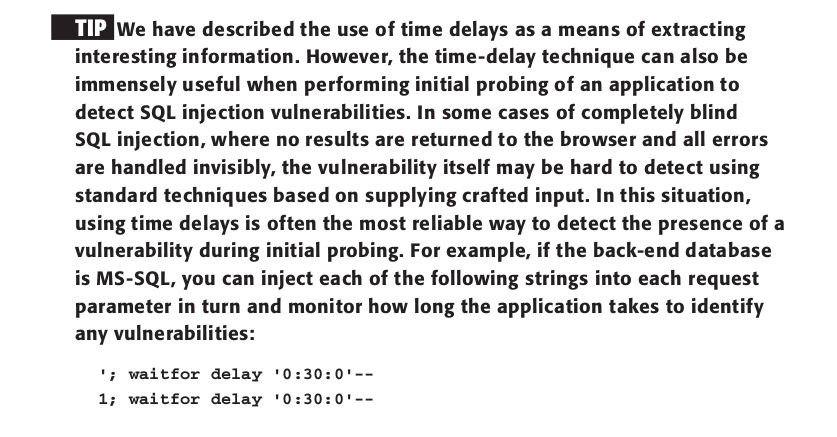 TIP We have described the use of time delays as a means of extracting
interesting information. However, the time-delay technique can also be
immensely useful when performing initial probing of an application to
detect SQL injection vulnerabilities. In some cases of completely blind
SQL injection, where no results are returned to the browser and all errors
are handled invisibly, the vulnerability itself may be hard to detect using
standard techniques based on supplying crafted input. In this situation,
using time delays is often the most reliable way to detect the presence of a
vulnerability during initial probing. For example, if the back-end database
is MS-SQL, you can inject each of the following strings into each request
parameter in turn and monitor how long the application takes to identify
any vulnerabilities:
'; waitfor delay '0:30:0'--
1; waitfor delay '0:30:0'--